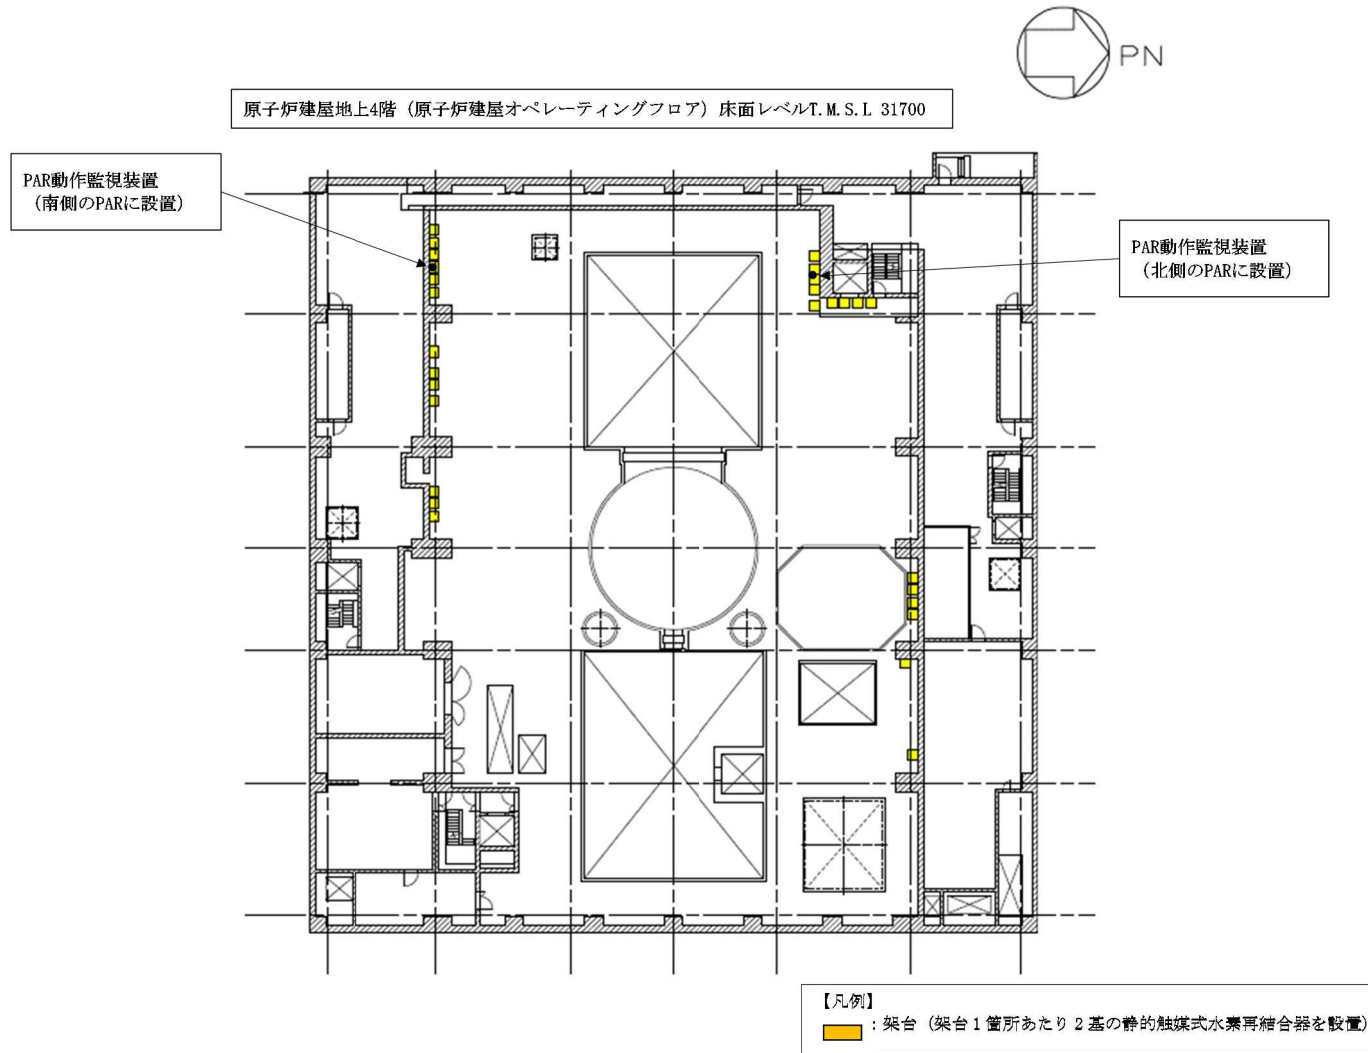 PN
原子炉建屋地上4階（原子炉建屋オペレーティングフロア）床面レベルT.M.S.L 31700
PAR動作監視装置
（南側のPARに設置）
PAR動作監視装置
（北側のPARに設置）
【凡例】
：架台（架台１箇所あたり２基の静的触媒式水素再結合器を設置）